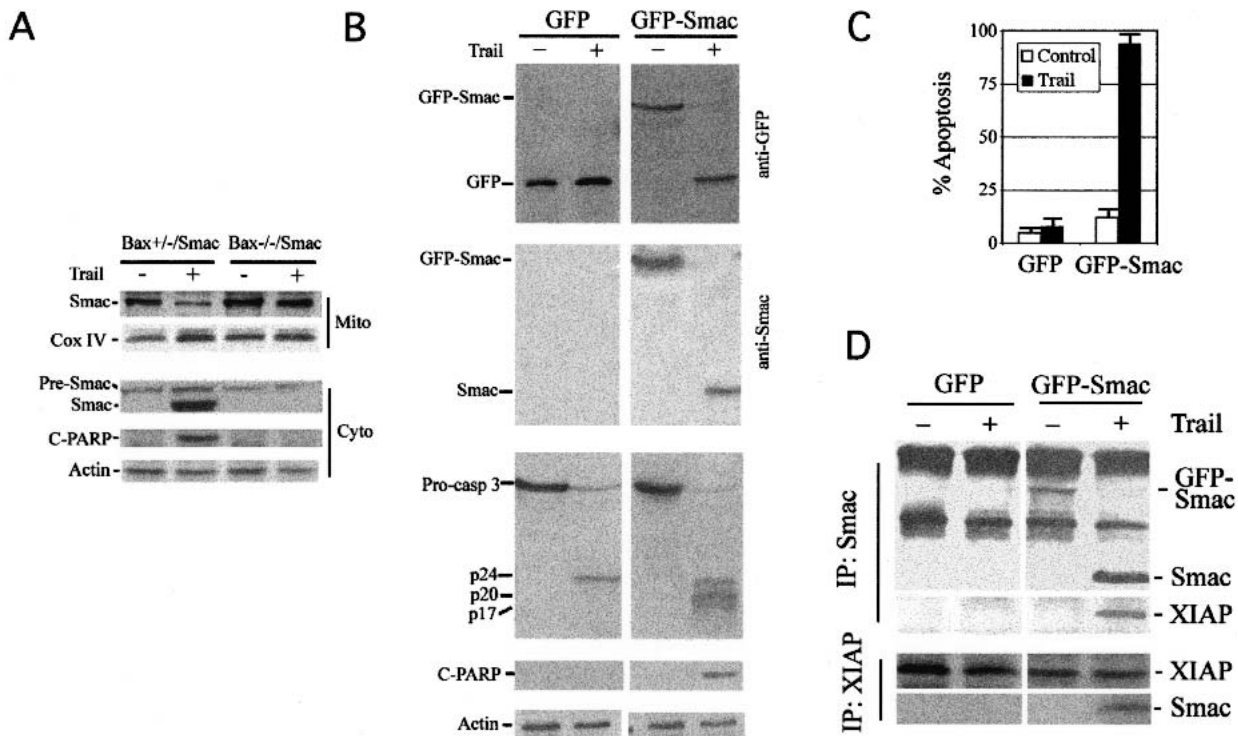 A
Bax+/-/Smac Bax-/-/Smac
Trail - + - +
Smac
Cox IV
Mito
Pre-Smac
Smac
C-PARP
Actin
Cyto
B
GFP GFP-Smac
Trail − + − +
GFP-Smac
GFP
anti-GFP
GFP-Smac
Smac
anti-Smac
Pro-casp 3
p24
p20
p17
C-PARP
Actin
C
% Apoptosis
100
75
50
25
0
Control
Trail
GFP GFP-Smac
D
GFP GFP-Smac
− + − + Trail
IP: Smac
GFP-
Smac
Smac
XIAP
IP: XIAP
XIAP
Smac